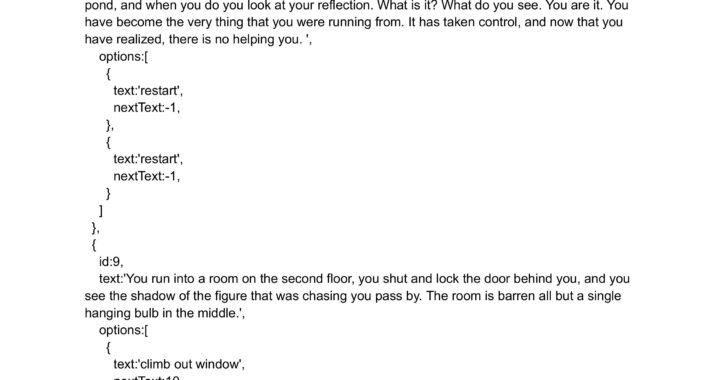 pond, and when you do you look at your reflection. What is it? What do you see. You are it. You
have become the very thing that you were running from. It has taken control, and now that you
have realized, there is no helping you. ',
options:[
{
text:'restart',
nextText:-1,
},
{
text:'restart',
nextText:-1,
}
]
},
{
id:9,
text:'You run into a room on the second floor, you shut and lock the door behind you, and you
see the shadow of the figure that was chasing you pass by. The room is barren all but a single
hanging bulb in the middle.',
options:[
{
text:'climb out window',
nextText:10